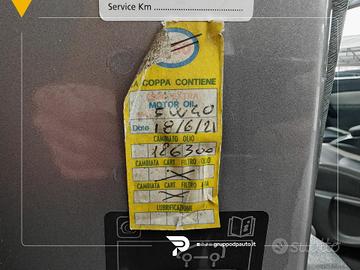 Service Km
A COPPA CONTIENE
MOTOR OIL
5W40
Date 18/6/21
CAMBIATO OLIO
186300
CAMBIATA CART. FILTRO OLIO
CAMBIATA CART. FILTRO ARIA
LUBRIFICAZIONE
gruppodpauto.it
subito